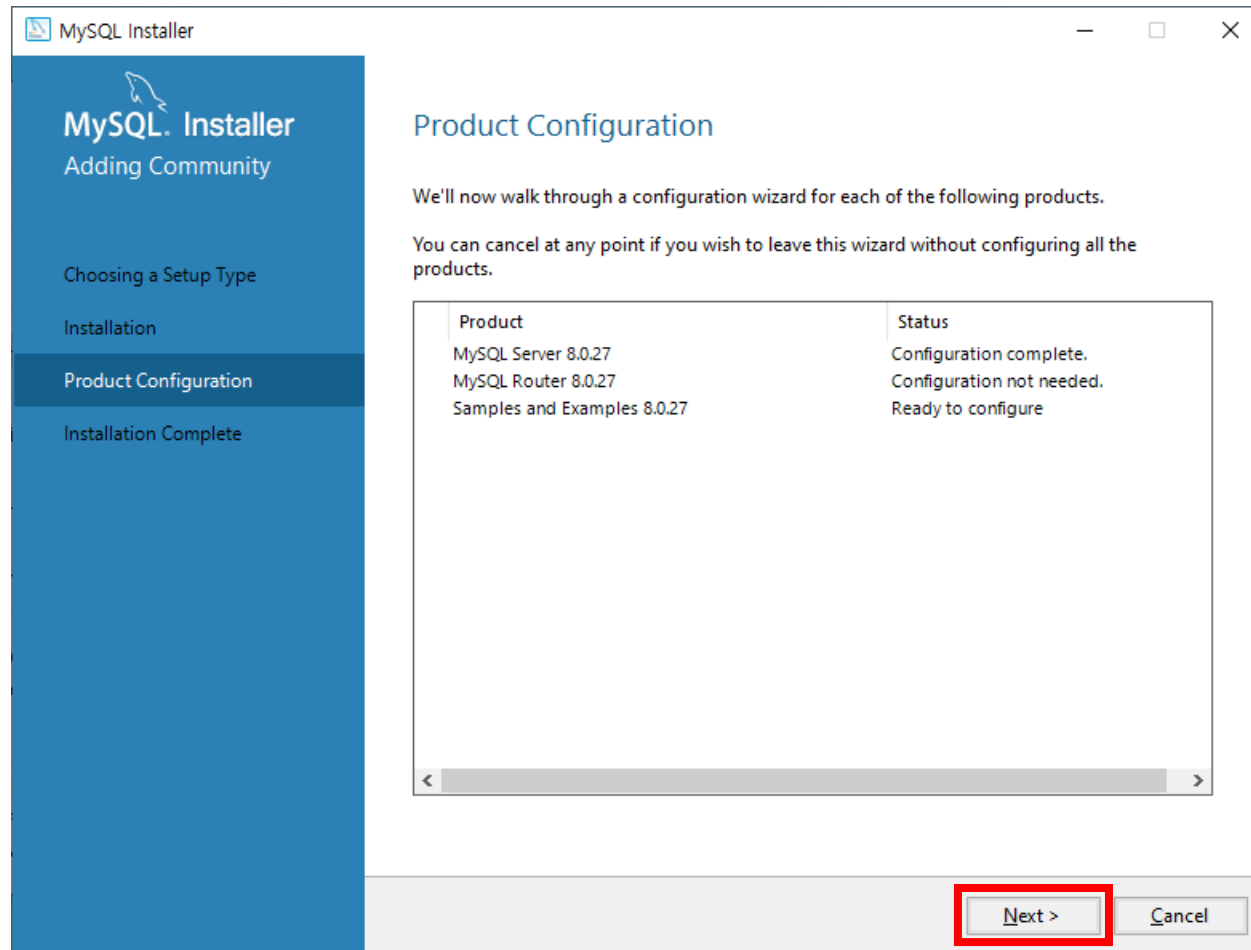 MySQL Installer
MySQL. Installer
Adding Community
Choosing a Setup Type
Installation
Product Configuration
Installation Complete
Product Configuration
We'll now walk through a configuration wizard for each of the following products.
You can cancel at any point if you wish to leave this wizard without configuring all the
products.
Product Status
MySQL Server 8.0.27 Configuration complete.
MySQL Router 8.0.27 Configuration not needed.
Samples and Examples 8.0.27 Ready to configure
Next > Cancel